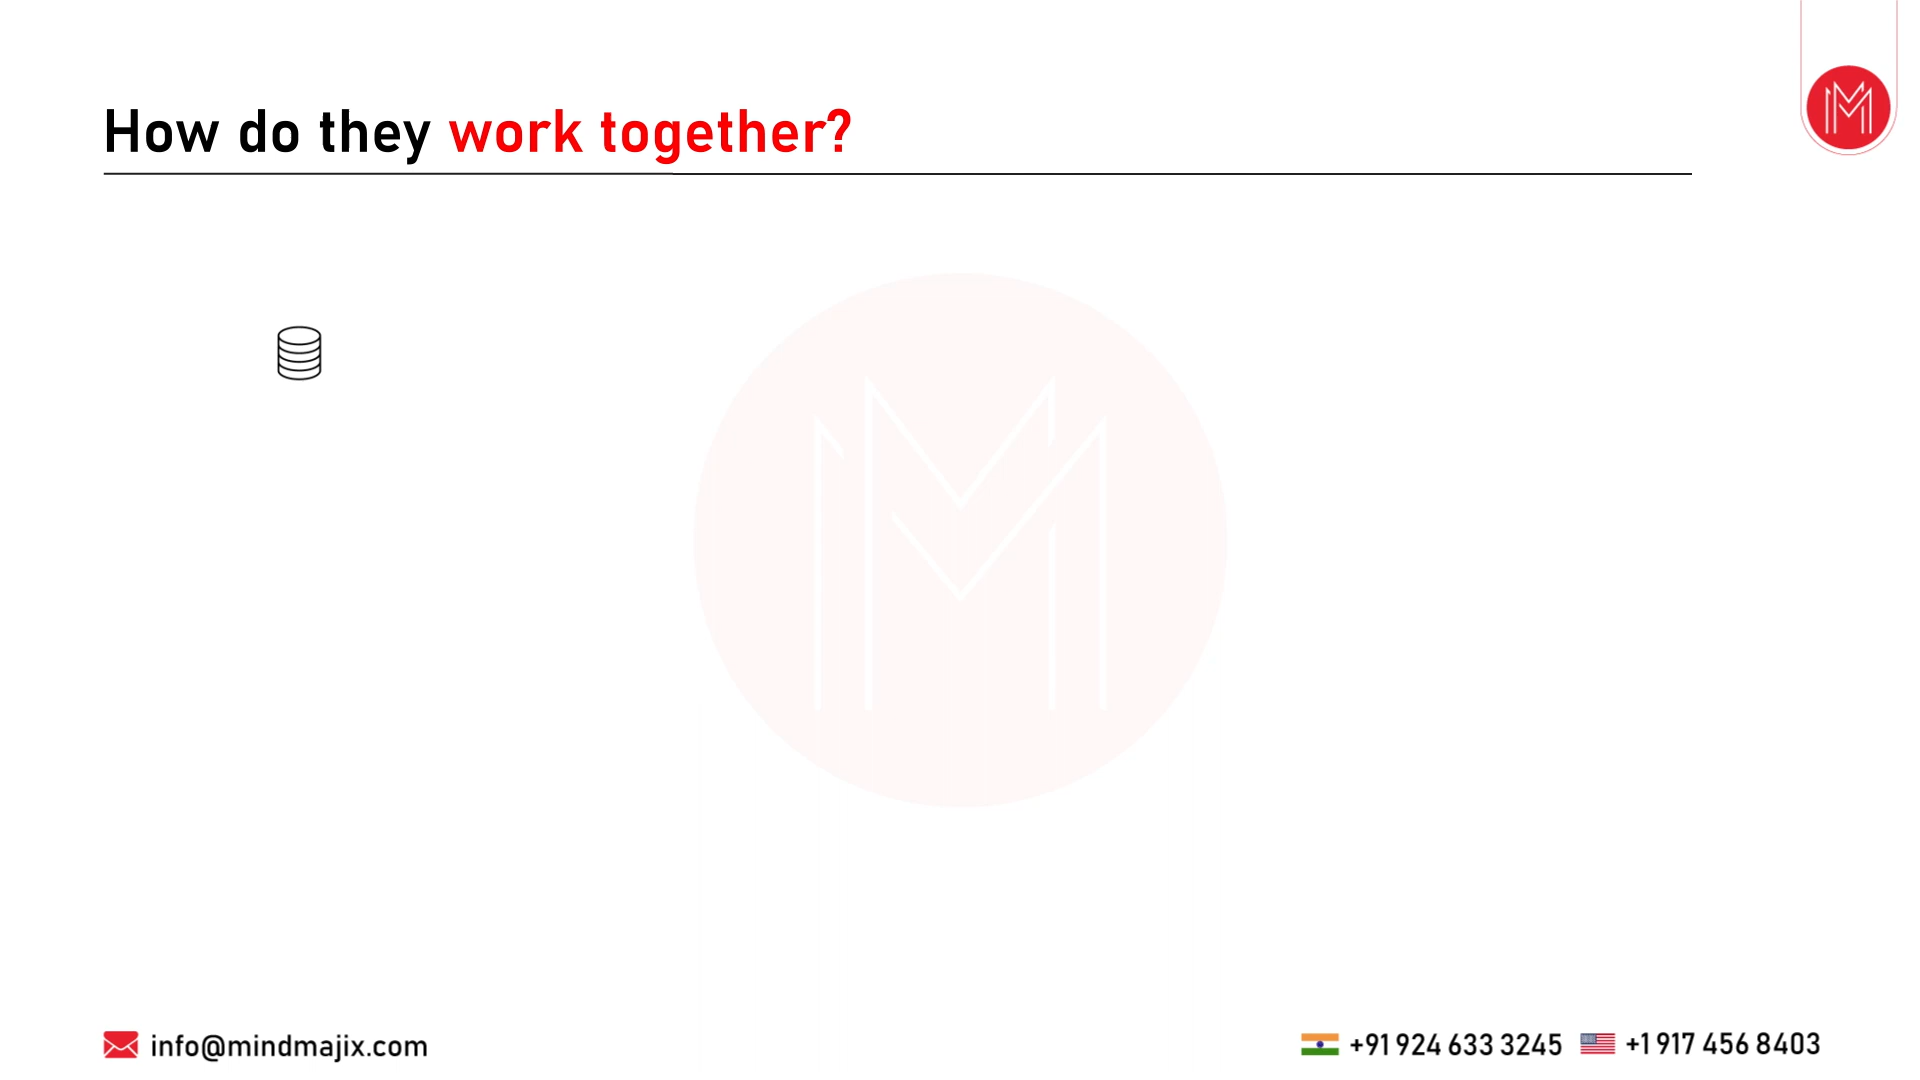 How do they work together?
info@mindmajix.com
+91 924 633 3245
+1 917 456 8403